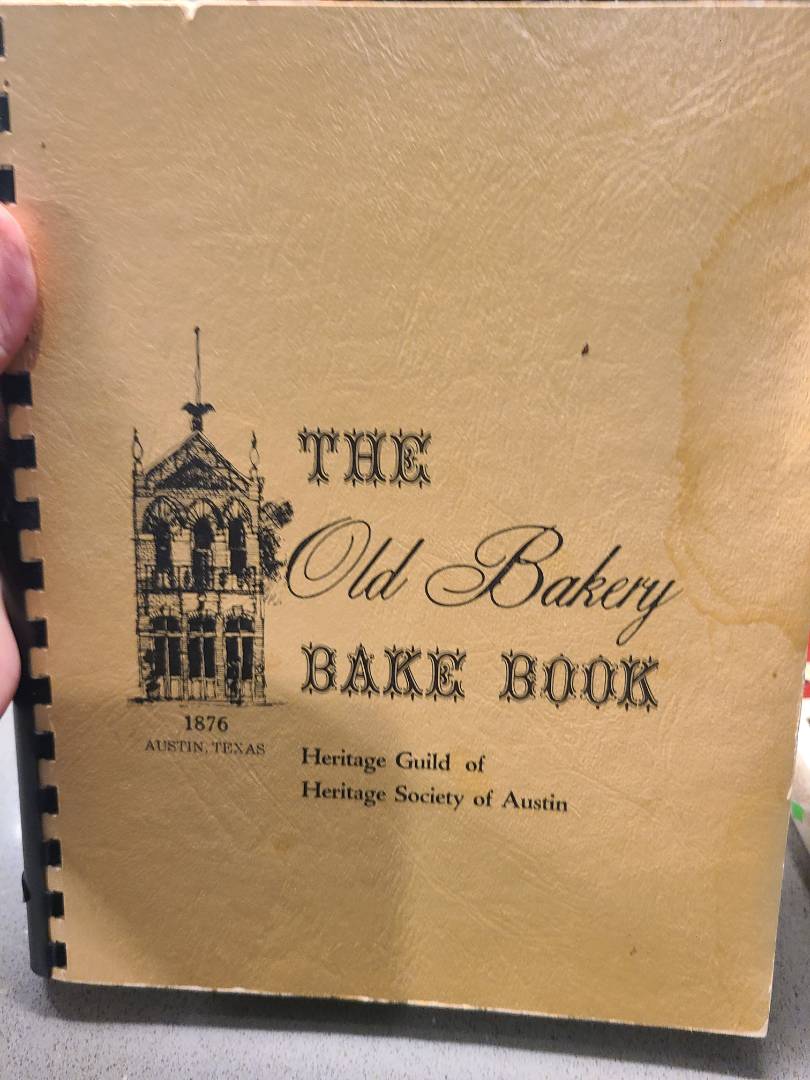 THE
Old Bakery
BAKE BOOK
1876
AUSTIN, TEXAS
Heritage Guild of
Heritage Society of Austin